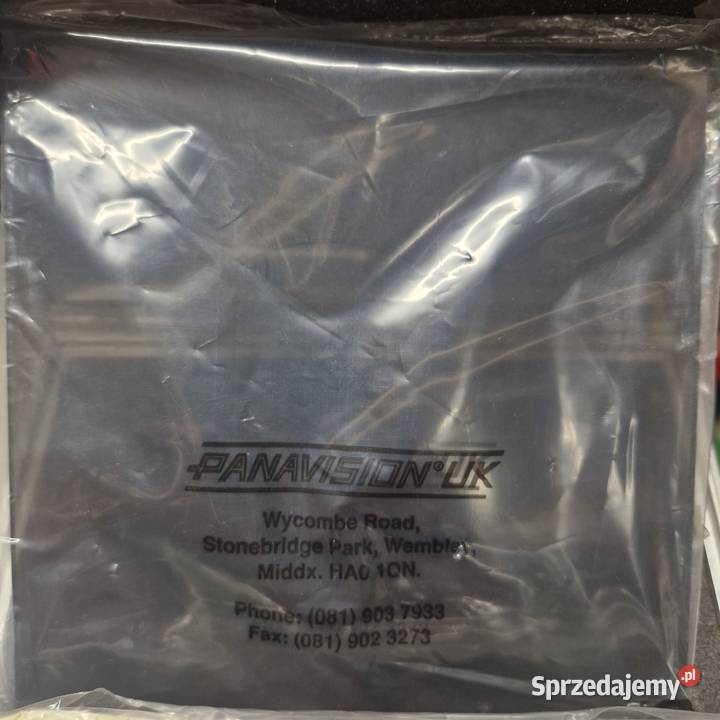 PANAVISION® UK
Wycombe Road,
Stonebridge Park, Wembley,
Middx. HA0 1QN.
Phone: (081) 903 7933
Fax: (081) 902 3273
Sprzedajemy.pl